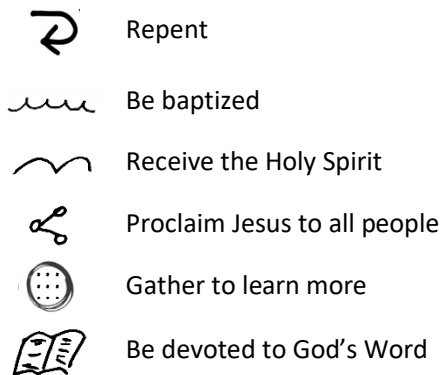 Repent
Be baptized
Receive the Holy Spirit
Proclaim Jesus to all people
Gather to learn more
Be devoted to God’s Word